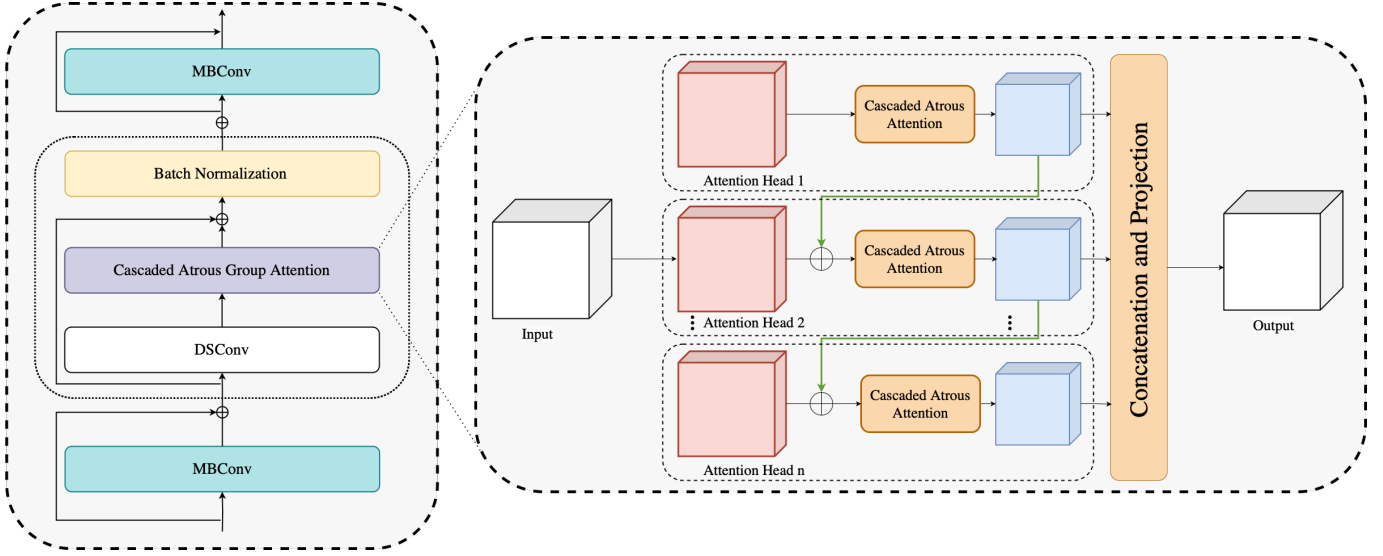 MBConv
Batch Normalization
Cascaded Atrous Group Attention
DSConv
MBConv
Input
Cascaded Atrous
Attention
Attention Head 1
Cascaded Atrous
Attention
Attention Head 2
Cascaded Atrous
Attention
Attention Head n
Concatenation and Projection
Output